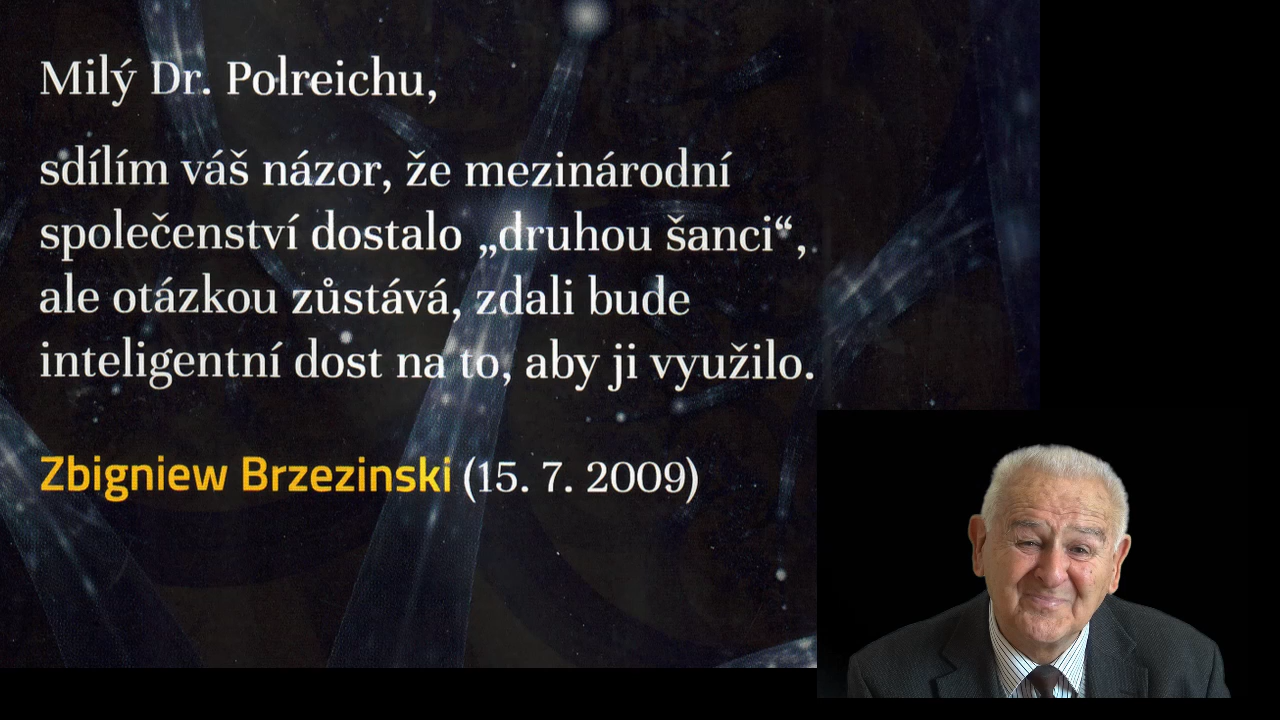 Milý Dr. Polreichu,
sdílím váš názor, že mezinárodní
společenství dostalo „druhou šanci“,
ale otázkou zůstává, zdali bude
inteligentní dost na to, aby ji využilo.
Zbigniew Brzezinski (15. 7. 2009)